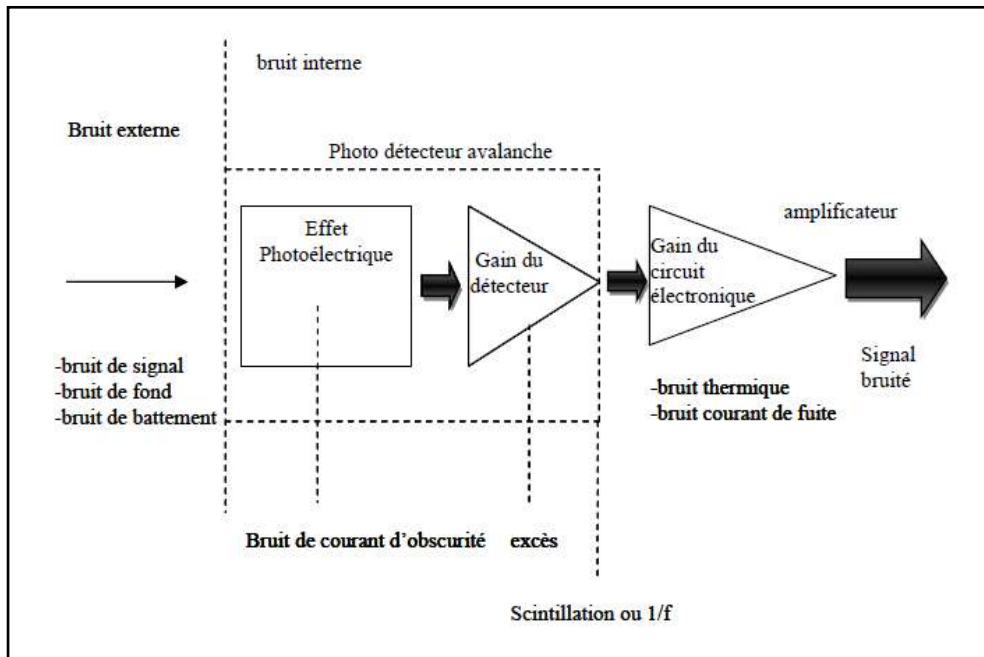 bruit interne
Bruit externe
Photo détecteur avalanche
Effet
Photoélectrique
Gain du
détecteur
Gain du
circuit
électronique
amplificateur
-bruit de signal
-bruit de fond
-bruit de battement
-bruit thermique
-bruit courant de fuite
Signal
bruité
Bruit de courant d'obscurité
excès
Scintillation ou 1/f